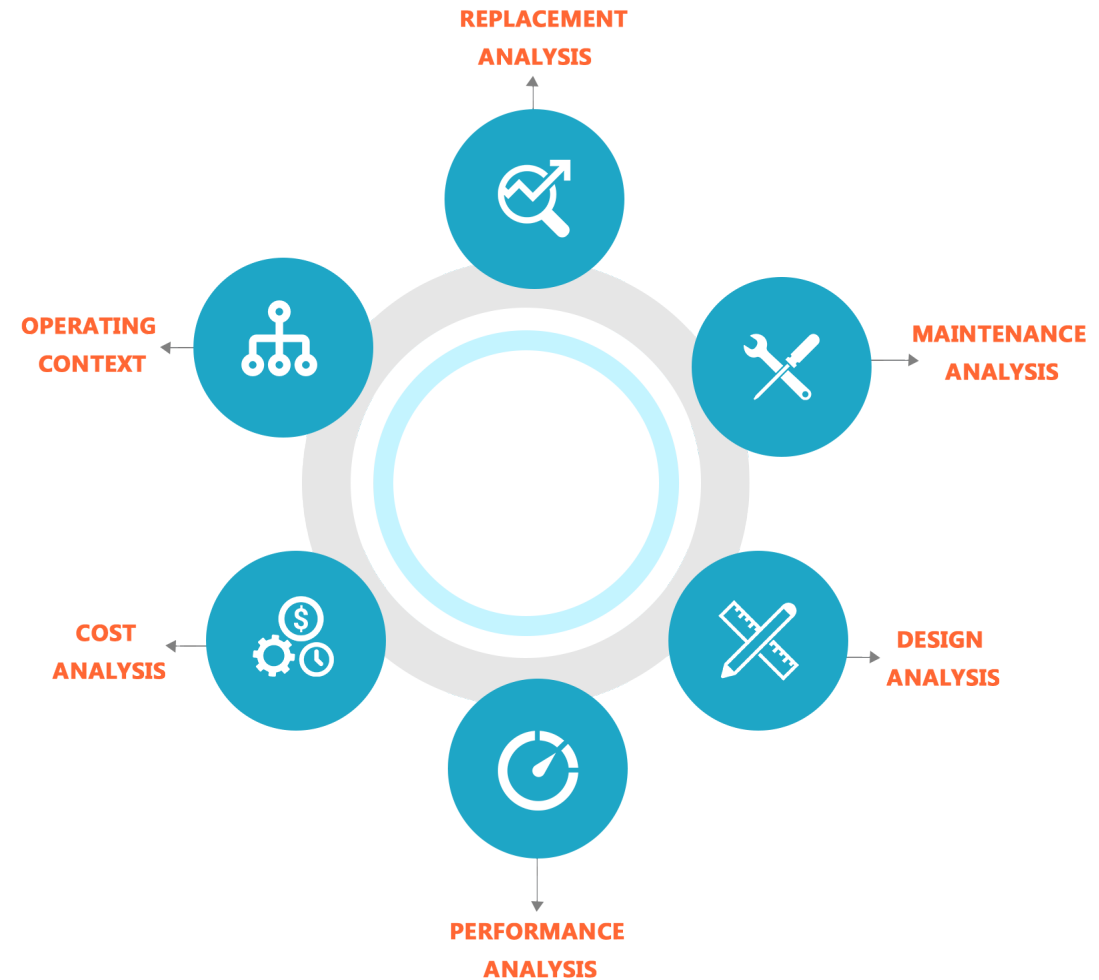 REPLACEMENT
ANALYSIS
OPERATING
CONTEXT
MAINTENANCE
ANALYSIS
COST
ANALYSIS
$
DESIGN
ANALYSIS
PERFORMANCE
ANALYSIS